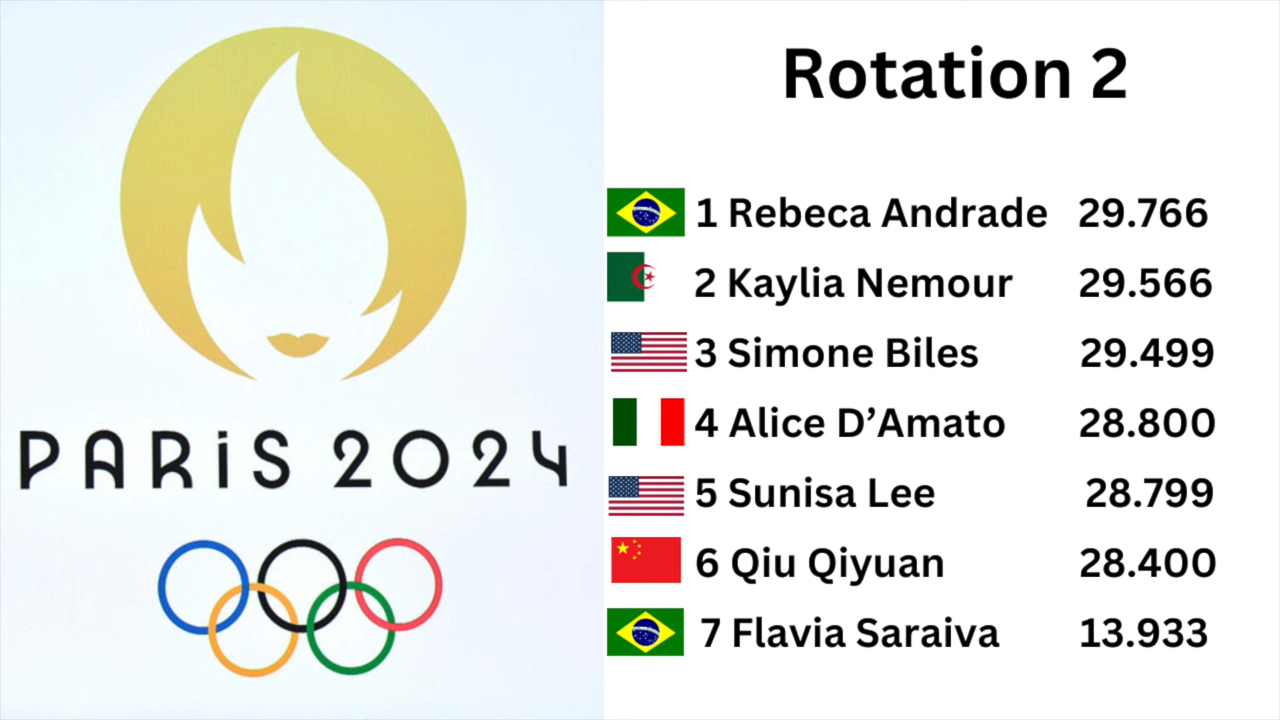 PARiS 2024
Rotation 2
1 Rebeca Andrade 29.766
2 Kaylia Nemour 29.566
3 Simone Biles 29.499
4 Alice D’Amato 28.800
5 Sunisa Lee 28.799
6 Qiu Qiyuan 28.400
7 Flavia Saraiva 13.933